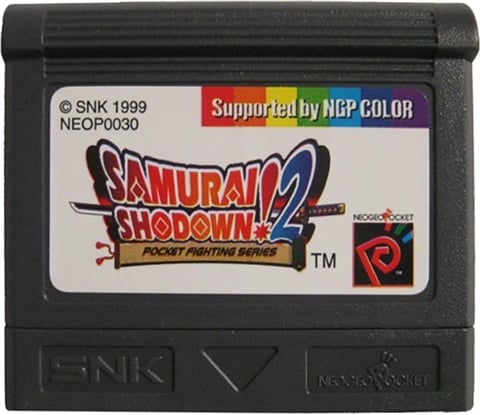 © SNK 1999
NEOP0030
Supported by NGP COLOR
SAMURAI
SHODOWN! 2
POCKET FIGHTING SERIES
TM
NEOGEO POCKET
SNK
NEOGEO POCKET